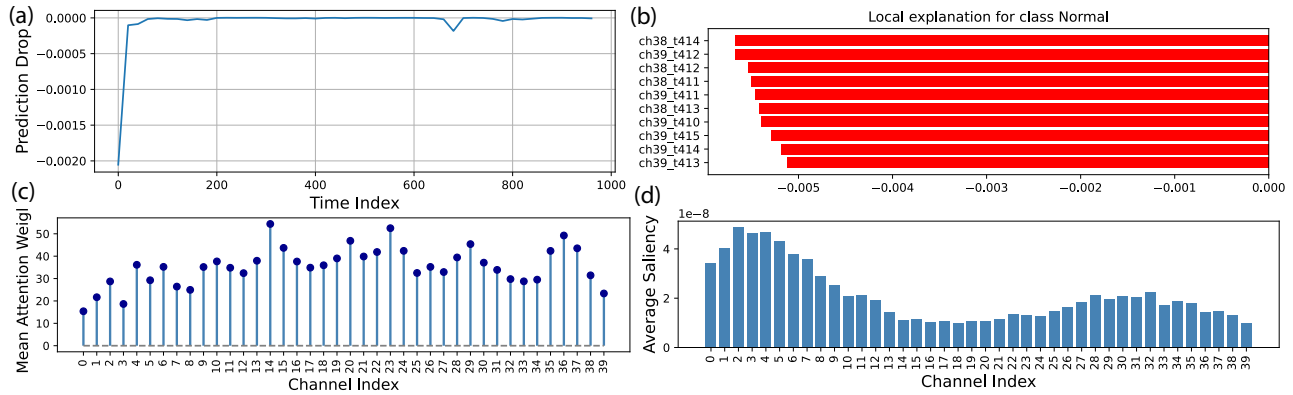 (a)
0.0000
−0.0005
−0.0010
−0.0015
−0.0020
Prediction Drop
0 200 400 600 800 1000
Time Index
(b)
Local explanation for class Normal
ch38_t414
ch39_t412
ch38_t412
ch38_t411
ch39_t411
ch38_t413
ch39_t410
ch39_t415
ch39_t414
ch39_t413
−0.005 −0.004 −0.003 −0.002 −0.001 0.000
(c)
50
40
30
20
10
0
Mean Attention Weigl
0 1 2 3 4 5 6 7 8 9 10 11 12 13 14 15 16 17 18 19 20 21 22 23 24 25 26 27 28 29 30 31 32 33 34 35 36 37 38 39
Channel Index
(d)
1e−8
4
2
0
Average Saliency
0 1 2 3 4 5 6 7 8 9 10 11 12 13 14 15 16 17 18 19 20 21 22 23 24 25 26 27 28 29 30 31 32 33 34 35 36 37 38 39
Channel Index